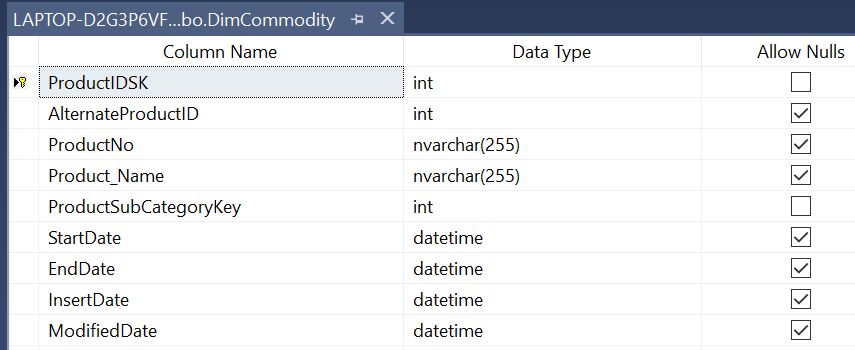 LAPTOP-D2G3P6VF...bo.DimCommodity
Column Name Data Type Allow Nulls
ProductIDSK int
AlternateProductID int
ProductNo nvarchar(255)
Product_Name nvarchar(255)
ProductSubCategoryKey int
StartDate datetime
EndDate datetime
InsertDate datetime
ModifiedDate datetime